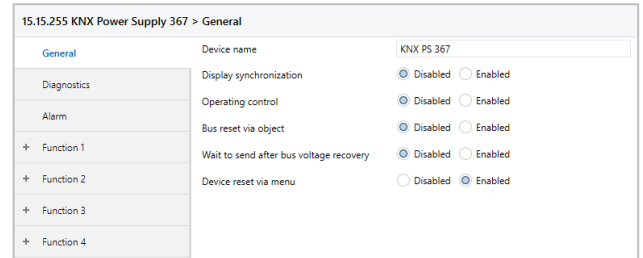 15.15.255 KNX Power Supply 367 > General
General
Diagnostics
Alarm
+ Function 1
+ Function 2
+ Function 3
+ Function 4
Device name KNX PS 367
Display synchronization Disabled Enabled
Operating control Disabled Enabled
Bus reset via object Disabled Enabled
Wait to send after bus voltage recovery Disabled Enabled
Device reset via menu Disabled Enabled